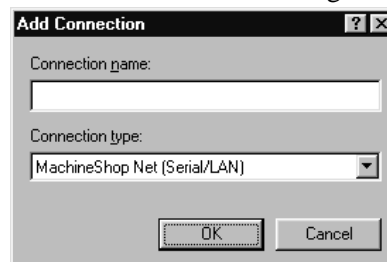 Add Connection
Connection name:
Connection type:
MachineShop Net (Serial/LAN)
OK Cancel